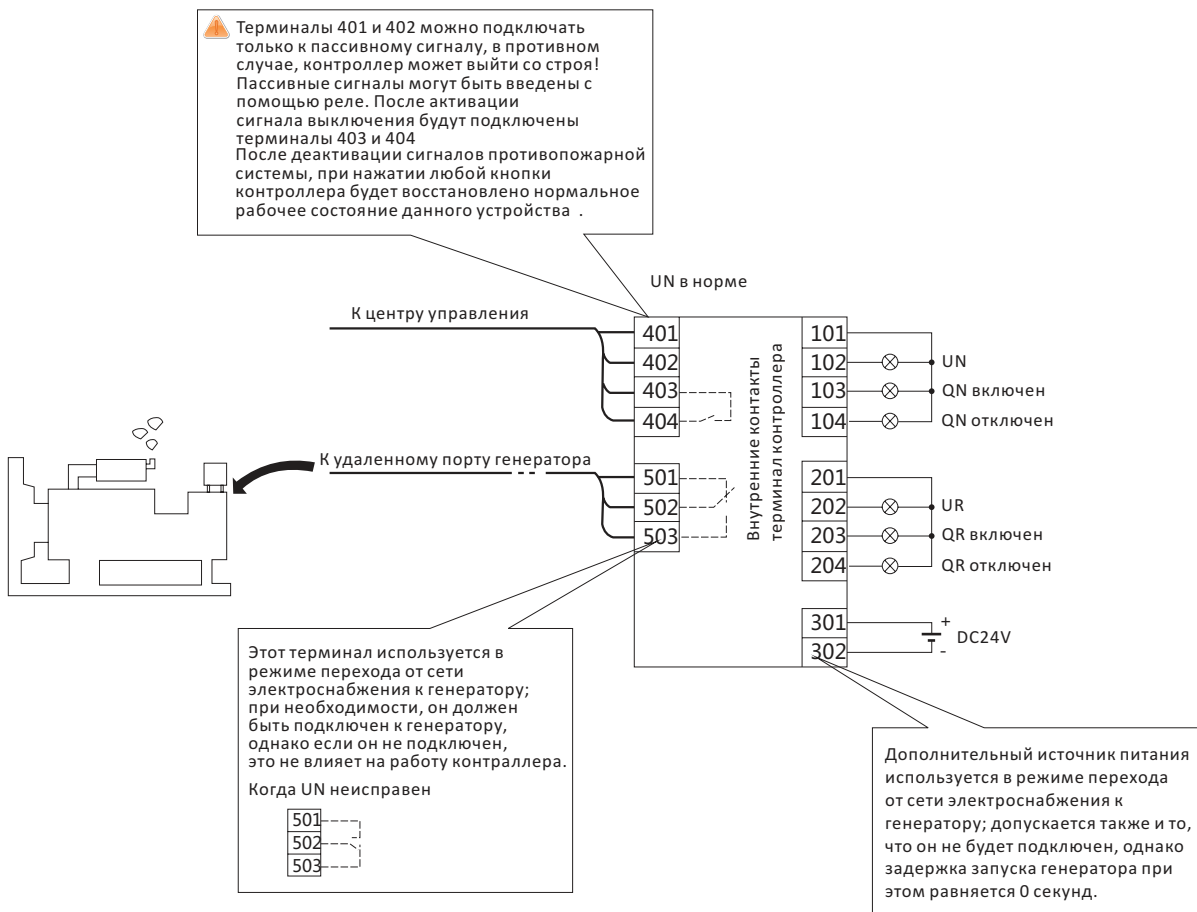 Терминалы 401 и 402 можно подключать
только к пассивному сигналу, в противном
случае, контроллер может выйти со строя!
Пассивные сигналы могут быть введены с
помощью реле. После активации
сигнала выключения будут подключены
терминалы 403 и 404
После деактивации сигналов противопожарной
системы, при нажатии любой кнопки
контроллера будет восстановлено нормальное
рабочее состояние данного устройства .
UN в норме
К центру управления
401
402
403
404
К удаленному порту генератора
501
502
503
Внутренние контакты
терминал контроллера
101
102
103
104
UN
QN включен
QN отключен
201
202
203
204
UR
QR включен
QR отключен
301
302
+
-
DC24V
Этот терминал используется в
режиме перехода от сети
электроснабжения к генератору;
при необходимости, он должен
быть подключен к генератору,
однако если он не подключен,
это не влияет на работу контраллера.
Когда UN неисправен
501
502
503
Дополнительный источник питания
используется в режиме перехода
от сети электроснабжения к
генератору; допускается также и то,
что он не будет подключен, однако
задержка запуска генератора при
этом равняется 0 секунд.